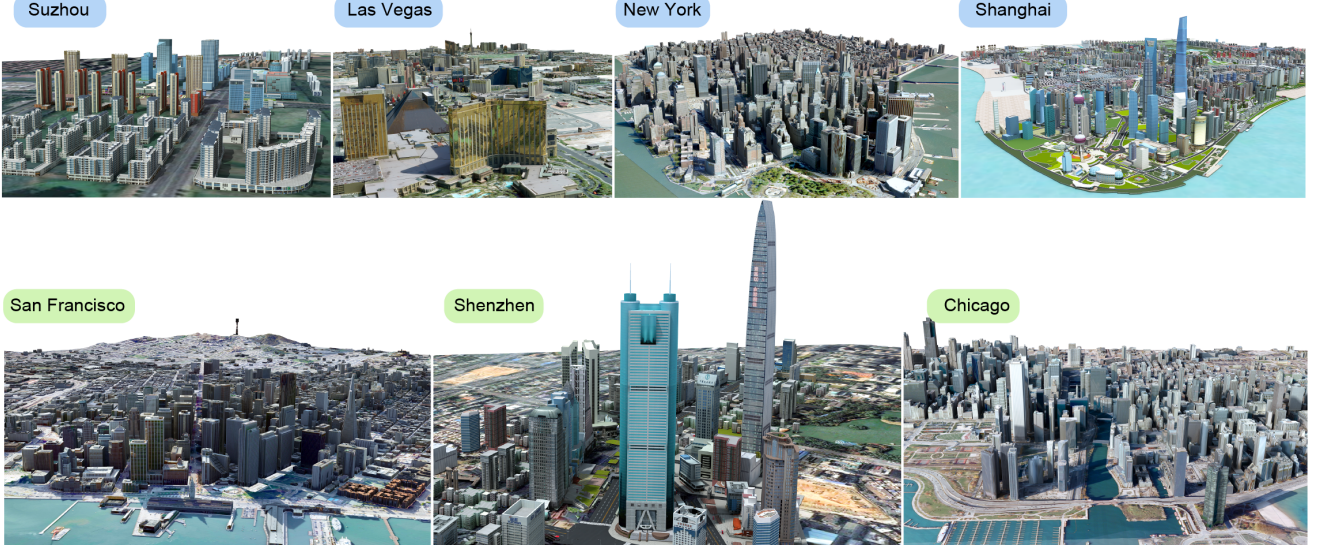 Suzhou
Las Vegas
New York
Shanghai
San Francisco
Shenzhen
Chicago